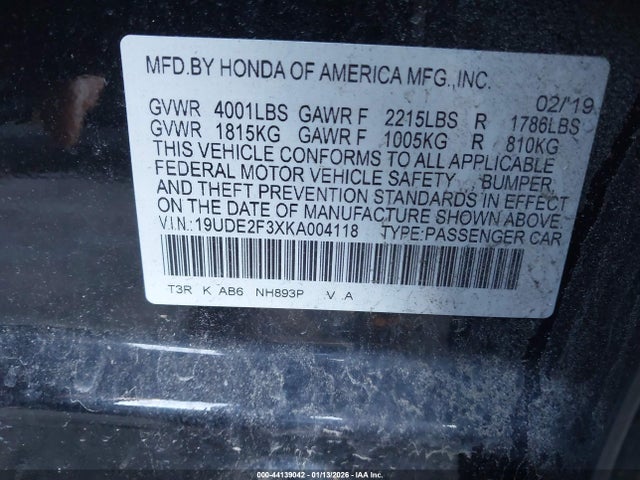 MFD.BY HONDA OF AMERICA MFG.,INC.
02/'19
GVWR 4001LBS GAWR F 2215LBS R 1786LBS
GVWR 1815KG GAWR F 1005KG R 810KG
THIS VEHICLE CONFORMS TO ALL APPLICABLE
FEDERAL MOTOR VEHICLE SAFETY , BUMPER,
AND THEFT PREVENTION STANDARDS IN EFFECT
ON THE DATE OF MANUFACTURE SHOWN ABOVE.
V.I.N.:19UDE2F3XKA004118 TYPE:PASSENGER CAR
T3R K AB6 NH893P .V .A
000-44139042 - 01/13/2026 - IAA Inc.